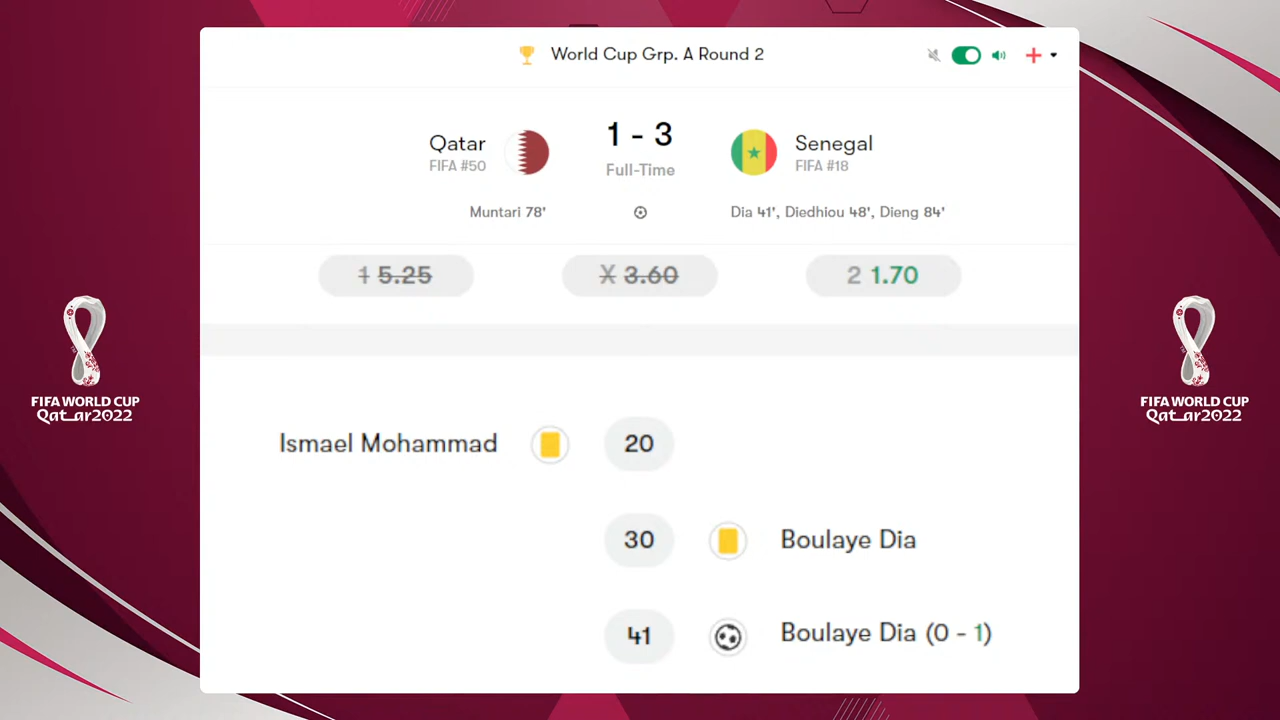 World Cup Grp. A Round 2
Qatar
FIFA #50
1 - 3
Full-Time
Senegal
FIFA #18
Muntari 78'
Dia 41', Diedhiou 48', Dieng 84'
1 5.25
X 3.60
2 1.70
Ismael Mohammad 20
30 Boulaye Dia
41 Boulaye Dia (0 - 1)
FIFA WORLD CUP
Qatar2022
FIFA WORLD CUP
Qatar2022